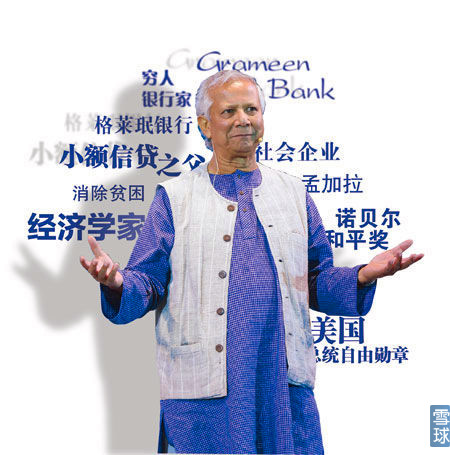 Grameen
Bank
穷人
银行家
格莱珉银行
小额信贷之父
社会企业
消除贫困
孟加拉
经济学家
诺贝尔
和平奖
美国
总统自由勋章
雪球